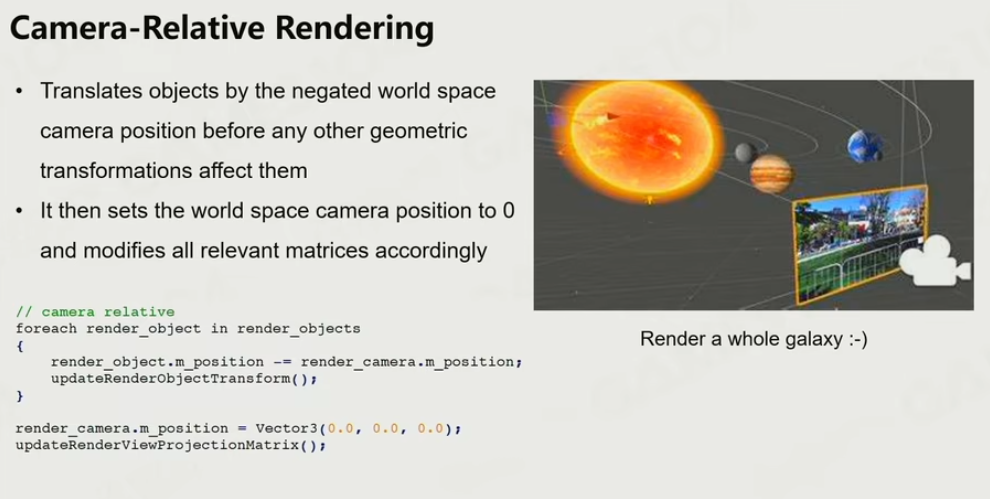 Camera-Relative Rendering
• Translates objects by the negated world space
camera position before any other geometric
transformations affect them
• It then sets the world space camera position to 0
and modifies all relevant matrices accordingly
// camera relative
foreach render_object in render_objects
{
    render_object.m_position -= render_camera.m_position;
    updateRenderObjectTransform();
}
render_camera.m_position = Vector3(0.0, 0.0, 0.0);
updateRenderViewProjectionMatrix();
Render a whole galaxy :-)